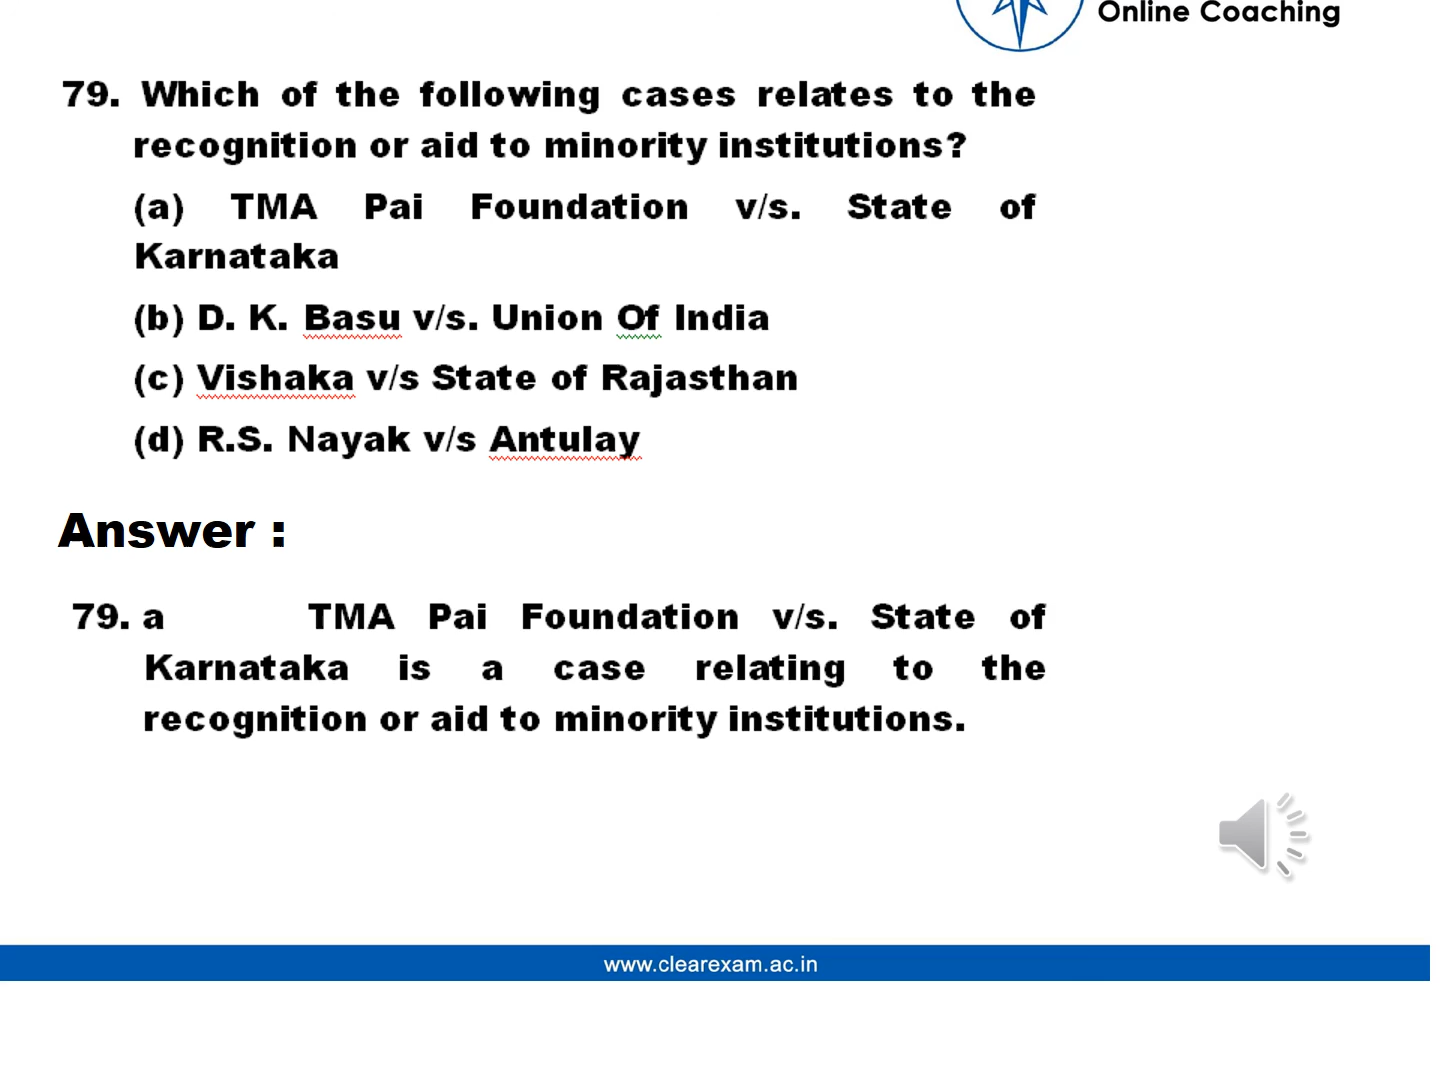 Online Coaching
79. Which of the following cases relates to the
recognition or aid to minority institutions?
(a) TMA Pai Foundation v/s. State of
Karnataka
(b) D. K. Basu v/s. Union Of India
(c) Vishaka v/s State of Rajasthan
(d) R.S. Nayak v/s Antulay
Answer :
79. a TMA Pai Foundation v/s. State of
Karnataka is a case relating to the
recognition or aid to minority institutions.
www.clearexam.ac.in